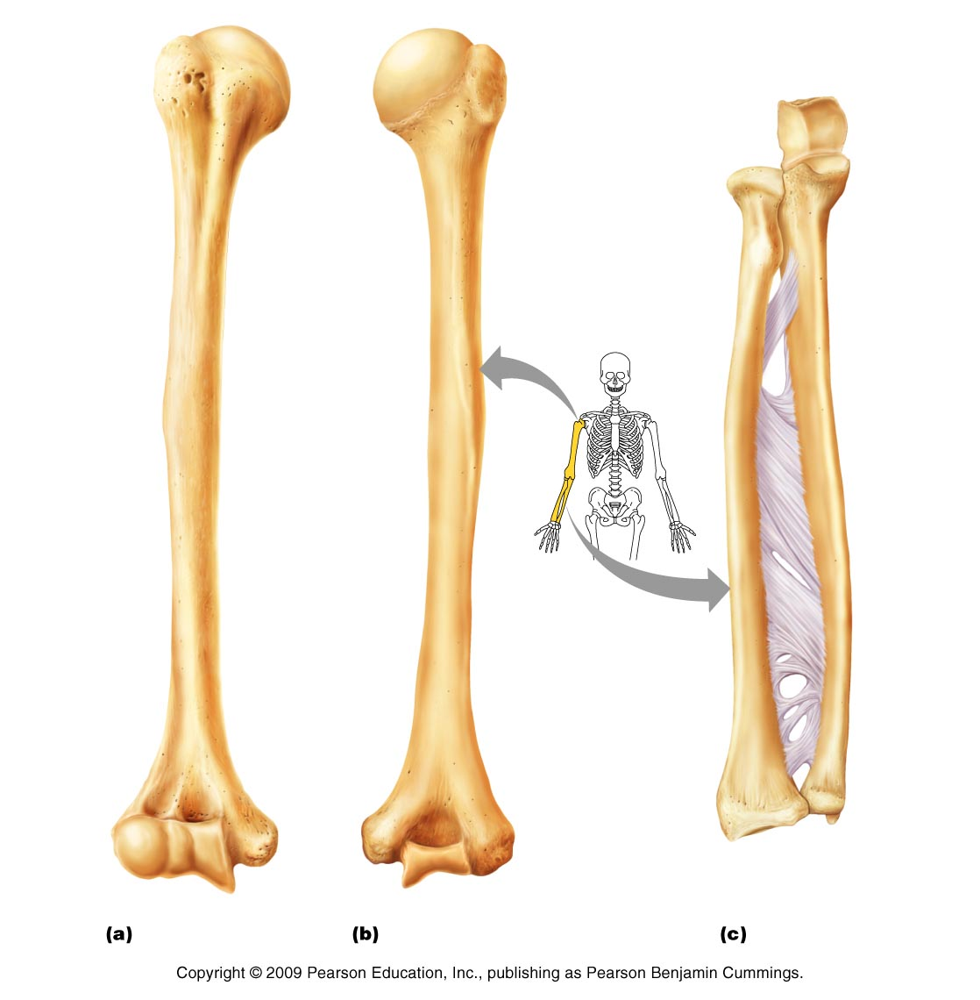 (a)
(b)
(c)
Copyright © 2009 Pearson Education, Inc., publishing as Pearson Benjamin Cummings.